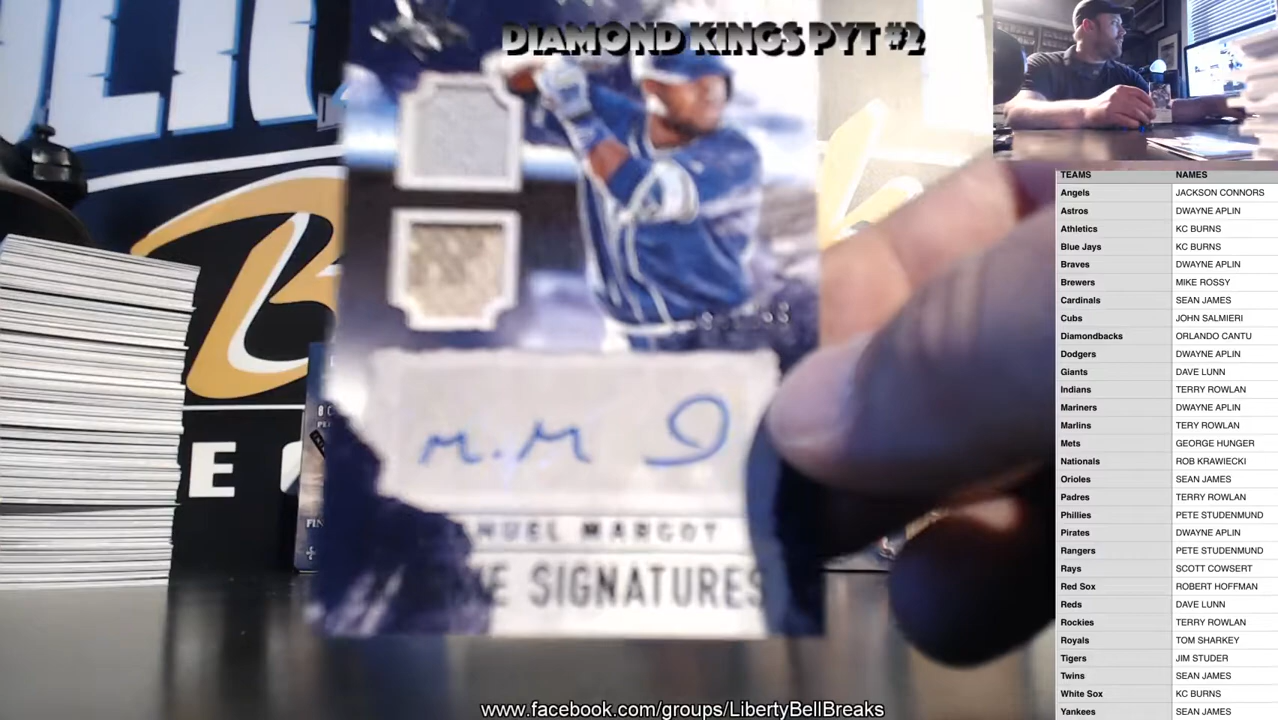 DIAMOND KINGS PYT #2
M.M
MARGOT
SIGNATURES
E
TEAMS NAMES
Angels JACKSON CONNORS
Astros DWAYNE APLIN
Athletics KC BURNS
Blue Jays KC BURNS
Braves DWAYNE APLIN
Brewers MIKE ROSSY
Cardinals SEAN JAMES
Cubs JOHN SALMIERI
Diamondbacks ORLANDO CANTU
Dodgers DWAYNE APLIN
Giants DAVE LUNN
Indians TERRY ROWLAN
Mariners DWAYNE APLIN
Marlins TERY ROWLAN
Mets GEORGE HUNGER
Nationals ROB KRAWIECKI
Orioles SEAN JAMES
Padres TERRY ROWLAN
Phillies PETE STUDENMUND
Pirates DWAYNE APLIN
Rangers PETE STUDENMUND
Rays SCOTT COWSERT
Red Sox ROBERT HOFFMAN
Reds DAVE LUNN
Rockies TERRY ROWLAN
Royals TOM SHARKEY
Tigers JIM STUDER
Twins SEAN JAMES
White Sox KC BURNS
Yankees SEAN JAMES
www.facebook.com/groups/LibertyBellBreaks